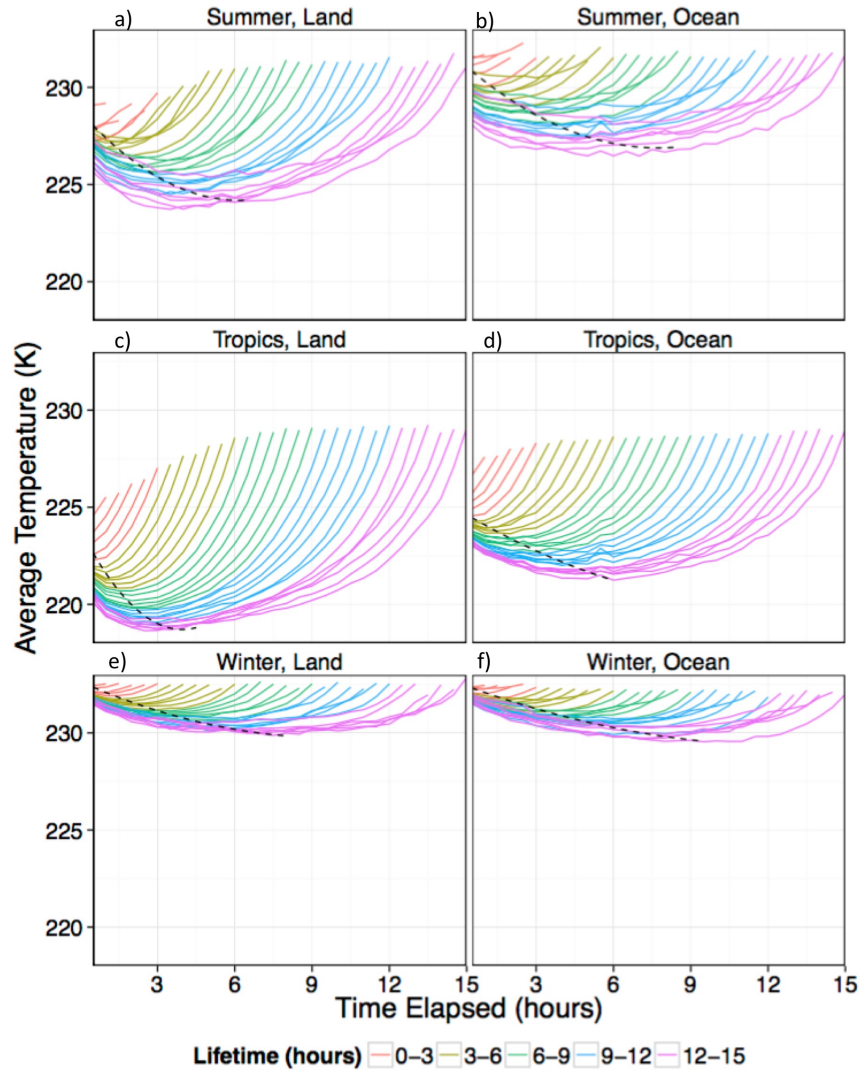 a) Summer, Land
b) Summer, Ocean
230
225
220
c) Tropics, Land
d) Tropics, Ocean
230
225
220
e) Winter, Land
f) Winter, Ocean
230
225
220
Average Temperature (K)
3 6 9 12 15 3 6 9 12 15
Time Elapsed (hours)
Lifetime (hours) 0–3 3–6 6–9 9–12 12–15